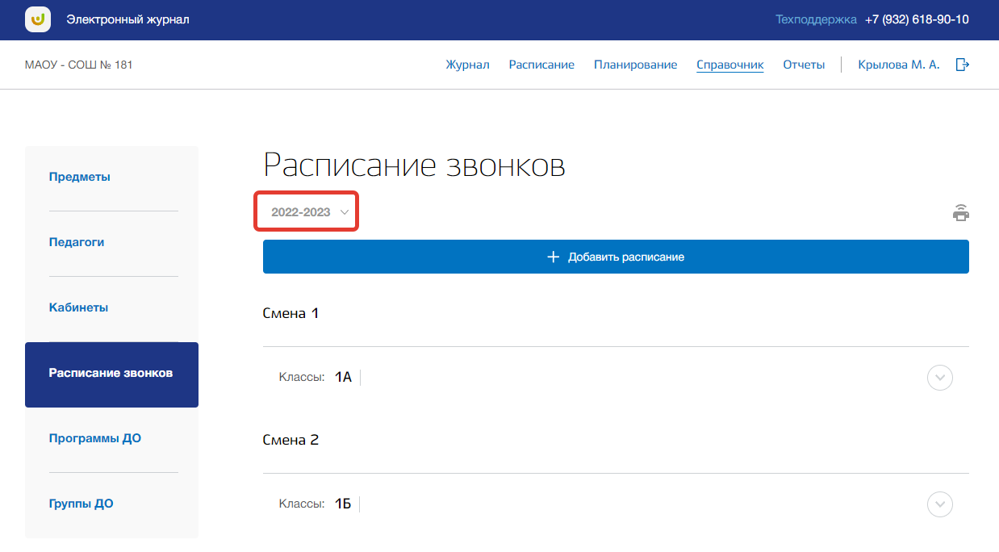 Электронный журнал
Техподдержка +7 (932) 618-90-10
МАОУ - СОШ № 181
Журнал Расписание Планирование Справочник Отчеты Крылова М. А.
Предметы
Педагоги
Кабинеты
Расписание звонков
Программы ДО
Группы ДО
Расписание звонков
2022-2023
Добавить расписание
Смена 1
Классы: 1А
Смена 2
Классы: 1Б